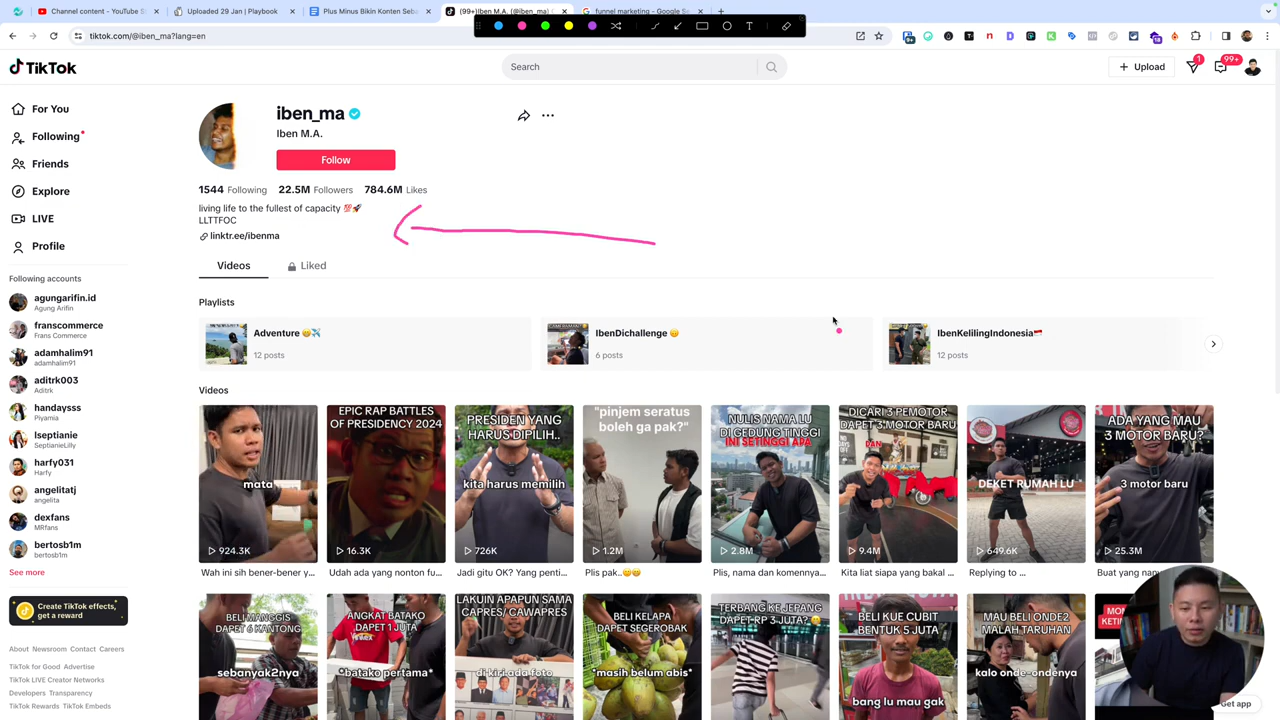 Channel content - YouTube S
Uploaded 29 Jan | Playbook
Plus Minus Bikin Konten Seba
(99+) Iben M.A. (@iben_ma)
funnel marketing - Google Se
tiktok.com/@iben_ma?lang=en
TikTok
Search
Upload
1
99+
For You
Following
Friends
Explore
LIVE
Profile
Following accounts
agungarifin.id
Agung Arifin
franscommerce
Frans Commerce
adamhalim91
adamhalim91
aditrk003
Aditrk
handaysss
Piyamia
lseptianie
SeptianieLilly
harfy031
Harfy
angelitatj
angelita
dexfans
MRfans
bertosb1m
bertosb1m
See more
Create TikTok effects,
get a reward
About Newsroom Contact Careers
TikTok for Good Advertise
TikTok LIVE Creator Networks
Developers Transparency
TikTok Rewards TikTok Embeds
iben_ma
Iben M.A.
Follow
1544 Following 22.5M Followers 784.6M Likes
living life to the fullest of capacity 💯🚀
LLTTFOC
linktr.ee/ibenma
Videos
Liked
Playlists
Adventure
12 posts
IbenDichallenge
6 posts
IbenKelilingIndonesia🇮🇩
12 posts
Videos
mata
924.3K
Wah ini sih bener-bener y...
EPIC RAP BATTLES
OF PRESIDENCY 2024
16.3K
Udah ada yang nonton fu...
PRESIDEN YANG
HARUS DIPILIH..
kita harus memilih
726K
Jadi gitu OK? Yang penti...
"pinjem seratus
boleh ga pak?"
1.2M
Plis pak..
NULIS NAMA LU
DI GEDUNG TINGGI
INI SETINGGI APA
2.8M
Plis, nama dan komennya...
DICARI 3 PEMOTOR
DAPET 3 MOTOR BARU
DAN
9.4M
Kita liat siapa yang bakal ...
DEKET RUMAH LU
649.6K
Replying to ...
ADA YANG MAU
3 MOTOR BARU?
3 motor baru
25.3M
Buat yang nam
BELI MANGGIS
DAPET 6 KANTONG
sebanyak2nya
ANGKAT BATAKO
DAPET 1 JUTA
*batako pertama*
LAKUIN APAPUN SAMA
CAPRES/CAWAPRES
di kiri ada foto
BELI KELAPA
DAPET SEGEROBAK
*masih belum abis*
TERBANG KE JEPANG
DAPET RP 3 JUTA?
BELI KUE CUBIT
BENTUK 5 JUTA
bang lu mau gak
MAU BELI ONDE2
MALAH TARUHAN
kalo onde-ondenya
Get app